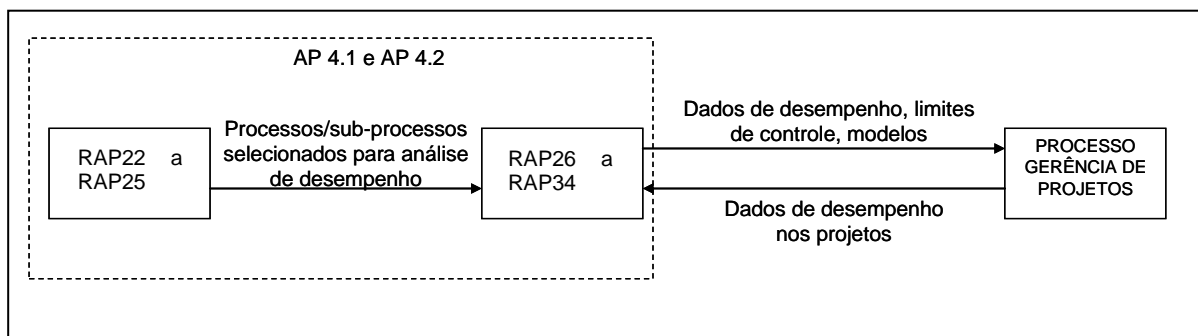 AP 4.1 e AP 4.2
RAP22 a
RAP25
Processos/sub-processos
selecionados para análise
de desempenho
RAP26 a
RAP34
Dados de desempenho, limites
de controle, modelos
Dados de desempenho
nos projetos
PROCESSO
GERÊNCIA DE
PROJETOS